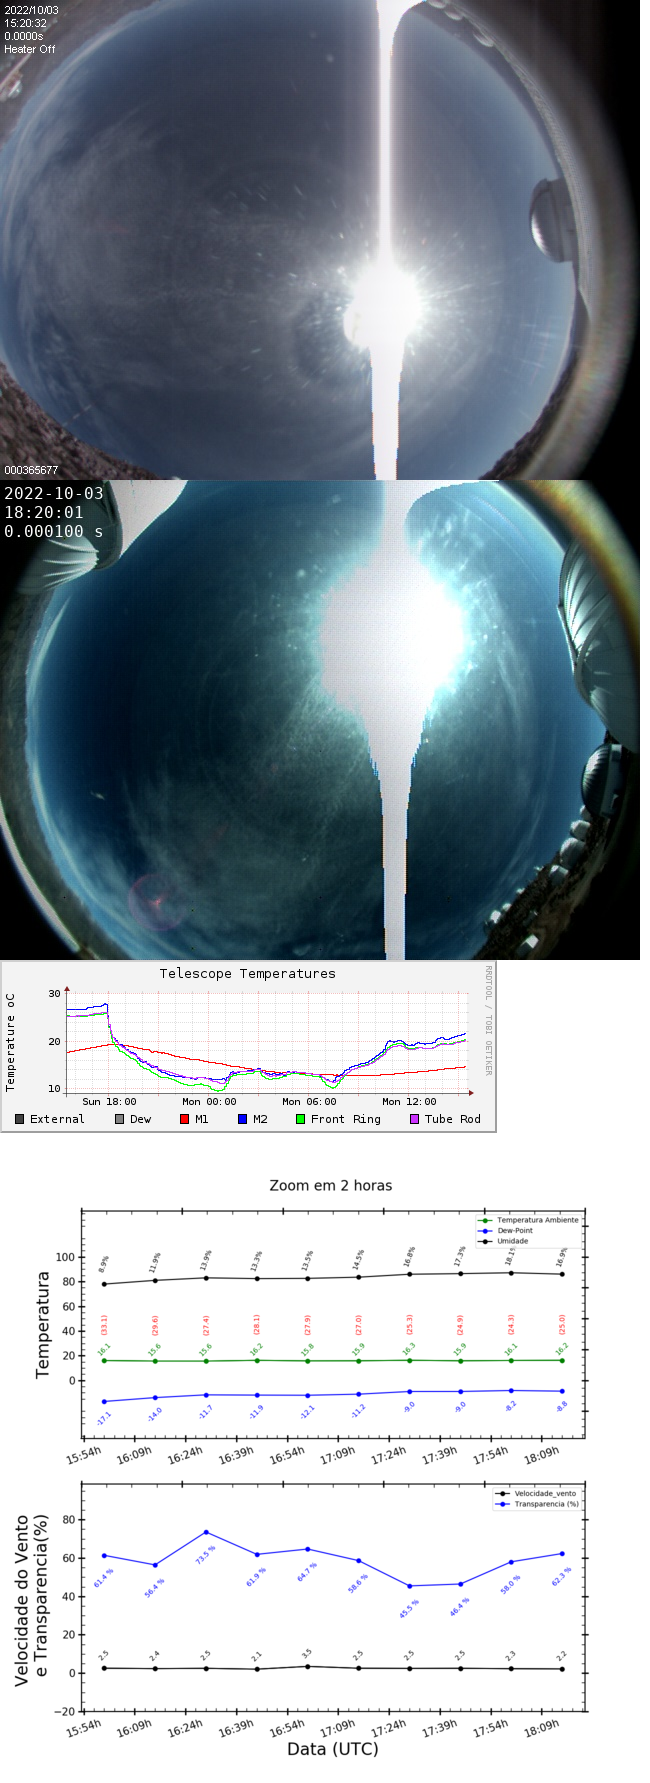 2022/10/03
15:20:32
0.0000s
Heater Off
000365677
2022-10-03
18:20:01
0.000100 s
Telescope Temperatures
RRDTOOL / TOBI OETIKER
Temperature oC
30
20
10
Sun 18:00 Mon 00:00 Mon 06:00 Mon 12:00
External Dew M1 M2 Front Ring Tube Rod
Zoom em 2 horas
Temperatura Ambiente
Dew-Point
Umidade
Temperatura
100
80
60
40
20
0
8.9% 11.9% 13.9% 13.3% 13.5% 14.5% 16.8% 17.3% 18.1% 16.9%
(33.1) (29.6) (27.4) (28.1) (27.9) (27.0) (25.3) (24.9) (24.3) (25.0)
16.1 15.6 15.6 16.2 15.8 15.9 16.3 15.9 16.1 16.2
-17.1 -14.0 -11.7 -11.9 -12.1 -11.2 -9.0 -9.0 -8.2 -8.8
15:54h 16:09h 16:24h 16:39h 16:54h 17:09h 17:24h 17:39h 17:54h 18:09h
Velocidade_vento
Transparencia (%)
Velocidade do Vento
e Transparencia(%)
80
60
40
20
0
−20
61.4 % 56.4 % 73.5 % 61.9 % 64.7 % 58.6 % 45.5 % 46.4 % 58.0 % 62.3 %
2.5 2.4 2.5 2.1 3.5 2.5 2.5 2.5 2.3 2.2
15:54h 16:09h 16:24h 16:39h 16:54h 17:09h 17:24h 17:39h 17:54h 18:09h
Data (UTC)